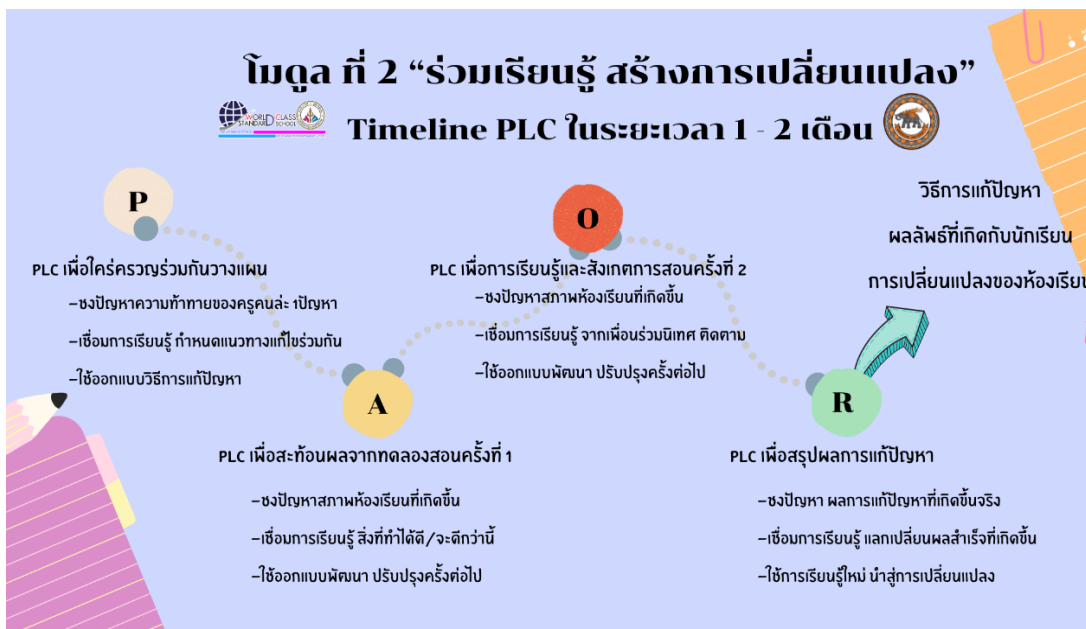 โมดูล ที่ 2 “ร่วมเรียนรู้ สร้างการเปลี่ยนแปลง”
WORLD CLASS
STANDARD SCHOOL
Timeline PLC ในระยะเวลา 1 - 2 เดือน
P
PLC เพื่อใคร่ครวญร่วมกันวางแผน
-ชงปัญหาความท้าทายของครูคนล่ะ 1ปัญหา
-เชื่อมการเรียนรู้ กำหนดแนวทางแก้ไขร่วมกัน
-ใช้ออกแบบวิธีการแก้ปัญหา
A
PLC เพื่อสะท้อนผลจากทดลองสอนครั้งที่ 1
-ชงปัญหาสภาพห้องเรียนที่เกิดขึ้น
-เชื่อมการเรียนรู้ สิ่งที่ทำได้ดี/จะดีกว่านี้
-ใช้ออกแบบพัฒนา ปรับปรุงครั้งต่อไป
O
PLC เพื่อการเรียนรู้และสังเกตการสอนครั้งที่ 2
-ชงปัญหาสภาพห้องเรียนที่เกิดขึ้น
-เชื่อมการเรียนรู้ จากเพื่อนร่วมนิเทศ ติดตาม
-ใช้ออกแบบพัฒนา ปรับปรุงครั้งต่อไป
R
PLC เพื่อสรุปผลการแก้ปัญหา
-ชงปัญหา ผลการแก้ปัญหาที่เกิดขึ้นจริง
-เชื่อมการเรียนรู้ แลกเปลี่ยนผลสำเร็จที่เกิดขึ้น
-ใช้การเรียนรู้ใหม่ นำสู่การเปลี่ยนแปลง
วิธีการแก้ปัญหา
ผลลัพธ์ที่เกิดกับนักเรียน
การเปลี่ยนแปลงของห้องเรียน